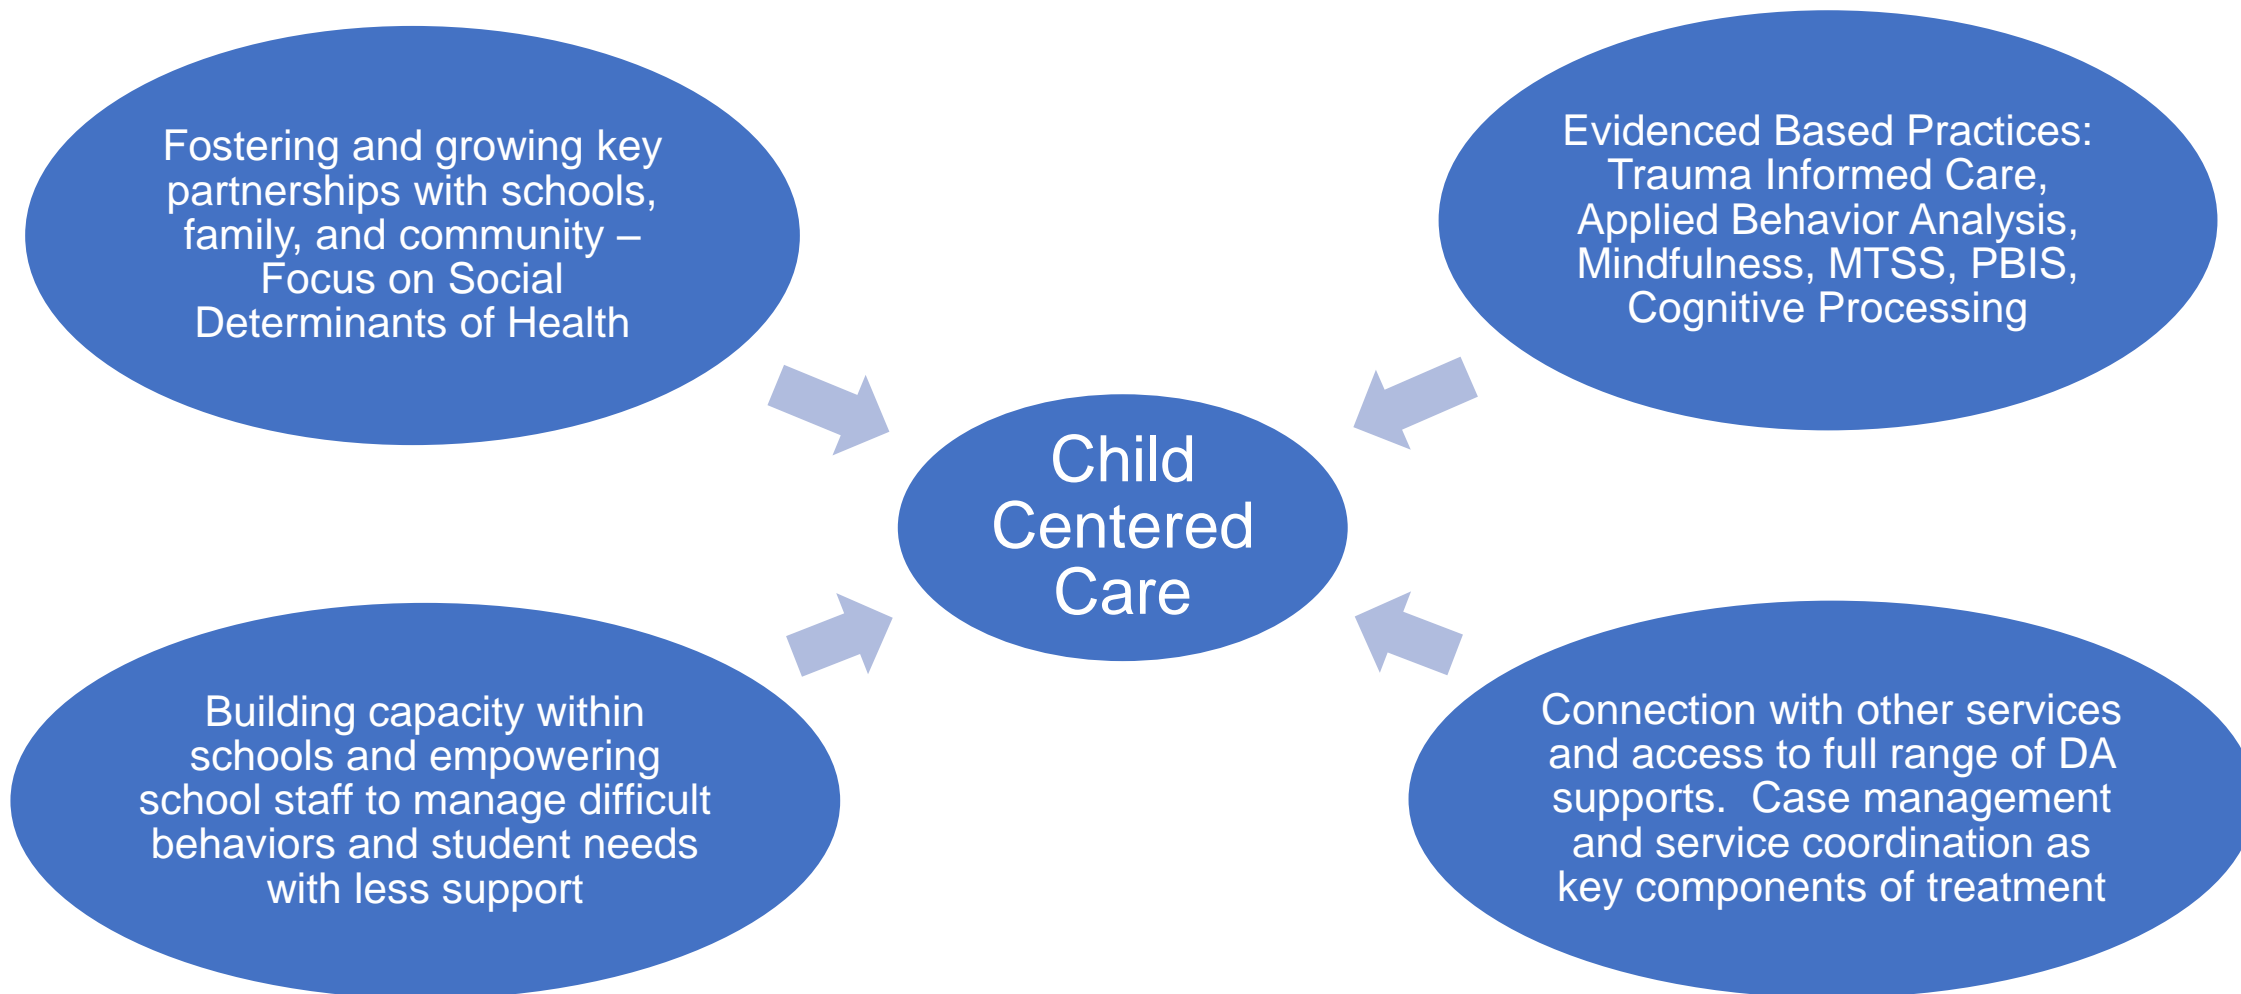 Fostering and growing key
partnerships with schools,
family, and community –
Focus on Social
Determinants of Health
Evidenced Based Practices:
Trauma Informed Care,
Applied Behavior Analysis,
Mindfulness, MTSS, PBIS,
Cognitive Processing
Child
Centered
Care
Building capacity within
schools and empowering
school staff to manage difficult
behaviors and student needs
with less support
Connection with other services
and access to full range of DA
supports.  Case management
and service coordination as
key components of treatment